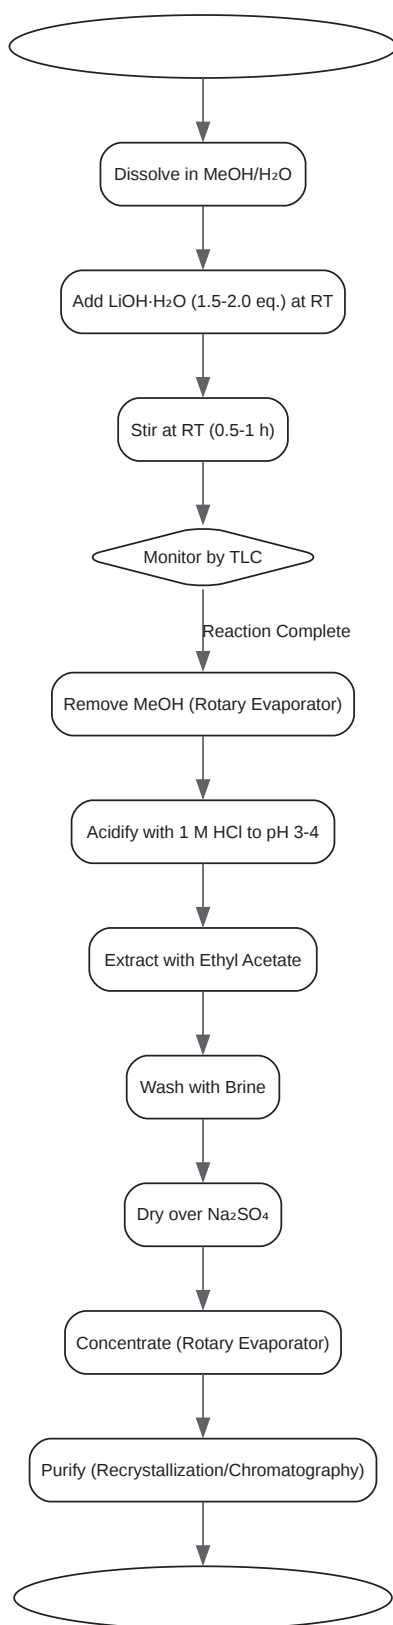 Dissolve in MeOH/H₂O
Add LiOH·H₂O (1.5-2.0 eq.) at RT
Stir at RT (0.5-1 h)
Monitor by TLC
Reaction Complete
Remove MeOH (Rotary Evaporator)
Acidify with 1 M HCl to pH 3-4
Extract with Ethyl Acetate
Wash with Brine
Dry over Na₂SO₄
Concentrate (Rotary Evaporator)
Purify (Recrystallization/Chromatography)